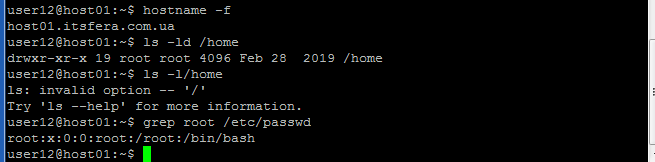 user12@host01:~$ hostname -f
host01.itsfera.com.ua
user12@host01:~$ ls -ld /home
drwxr-xr-x 19 root root 4096 Feb 28  2019 /home
user12@host01:~$ ls -l/home
ls: invalid option -- '/'
Try 'ls --help' for more information.
user12@host01:~$ grep root /etc/passwd
root:x:0:0:root:/root:/bin/bash
user12@host01:~$